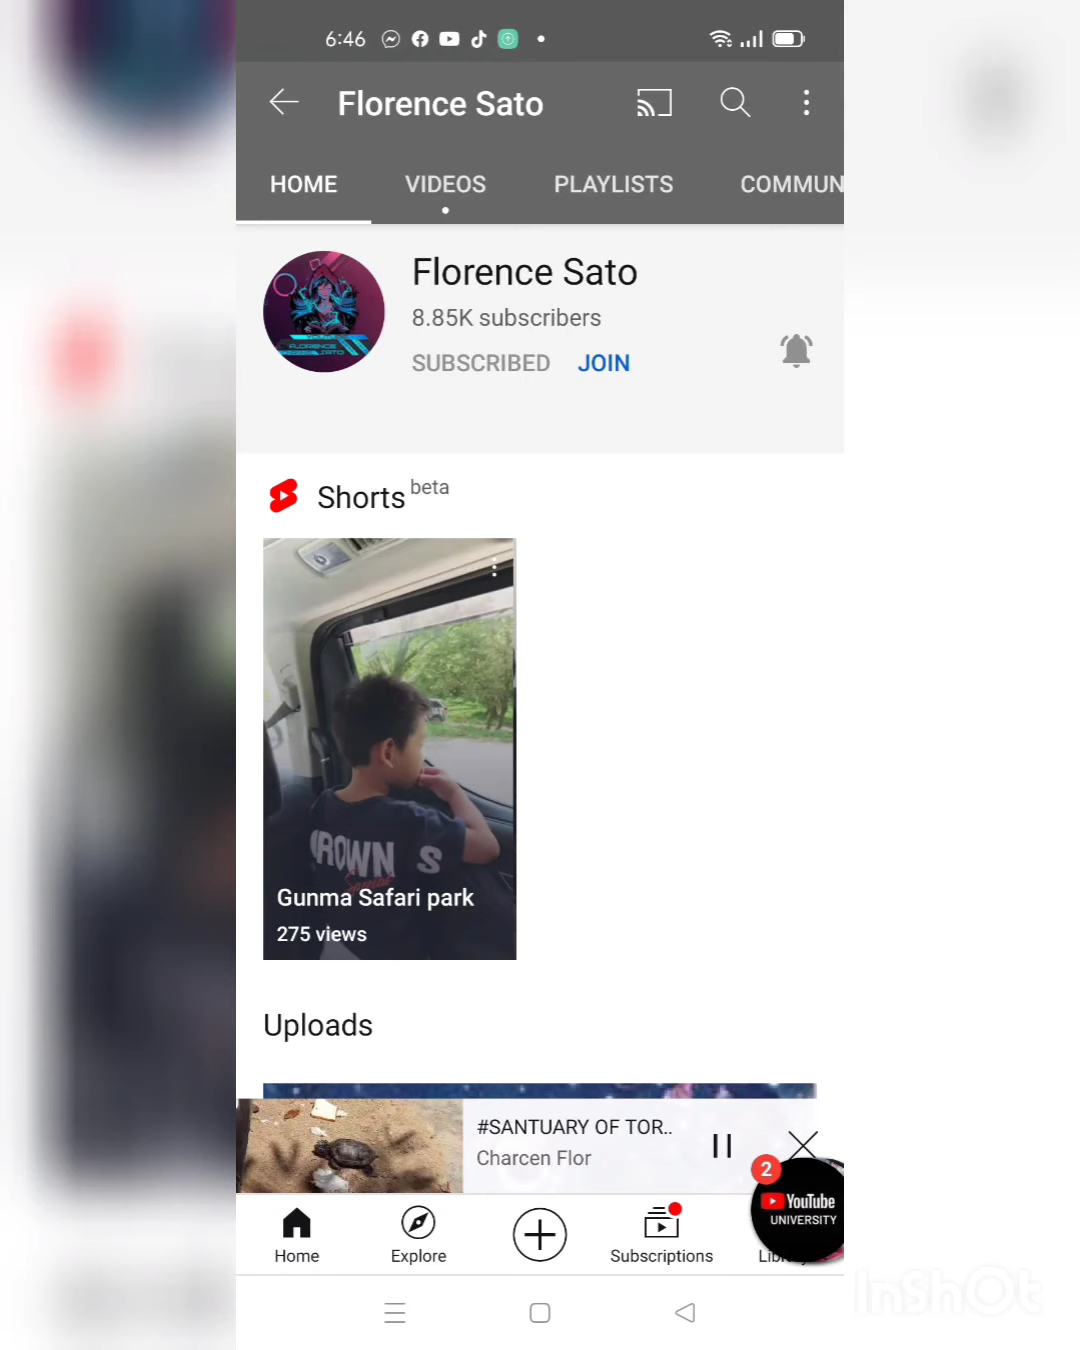 6:46
Florence Sato
HOME VIDEOS PLAYLISTS COMMUN
Florence Sato
8.85K subscribers
SUBSCRIBED JOIN
Shorts beta
Gunma Safari park
275 views
Uploads
#SANTUARY OF TOR..
Charcen Flor
2
YouTube
UNIVERSITY
Home Explore Subscriptions
InShOt